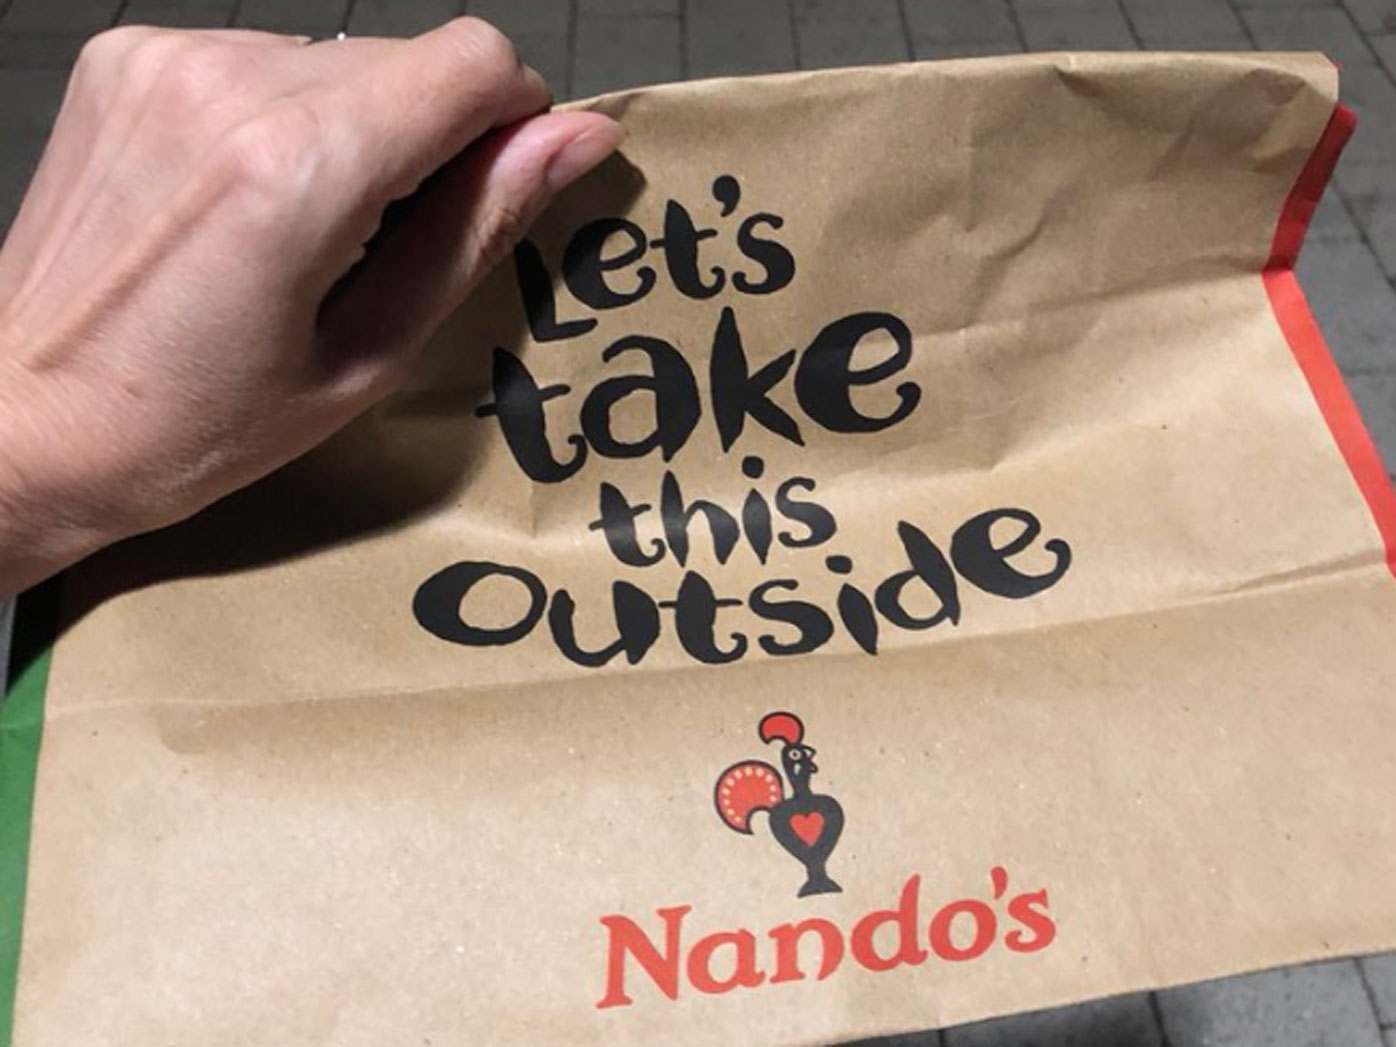 Let's
take
this
outside
Nando's